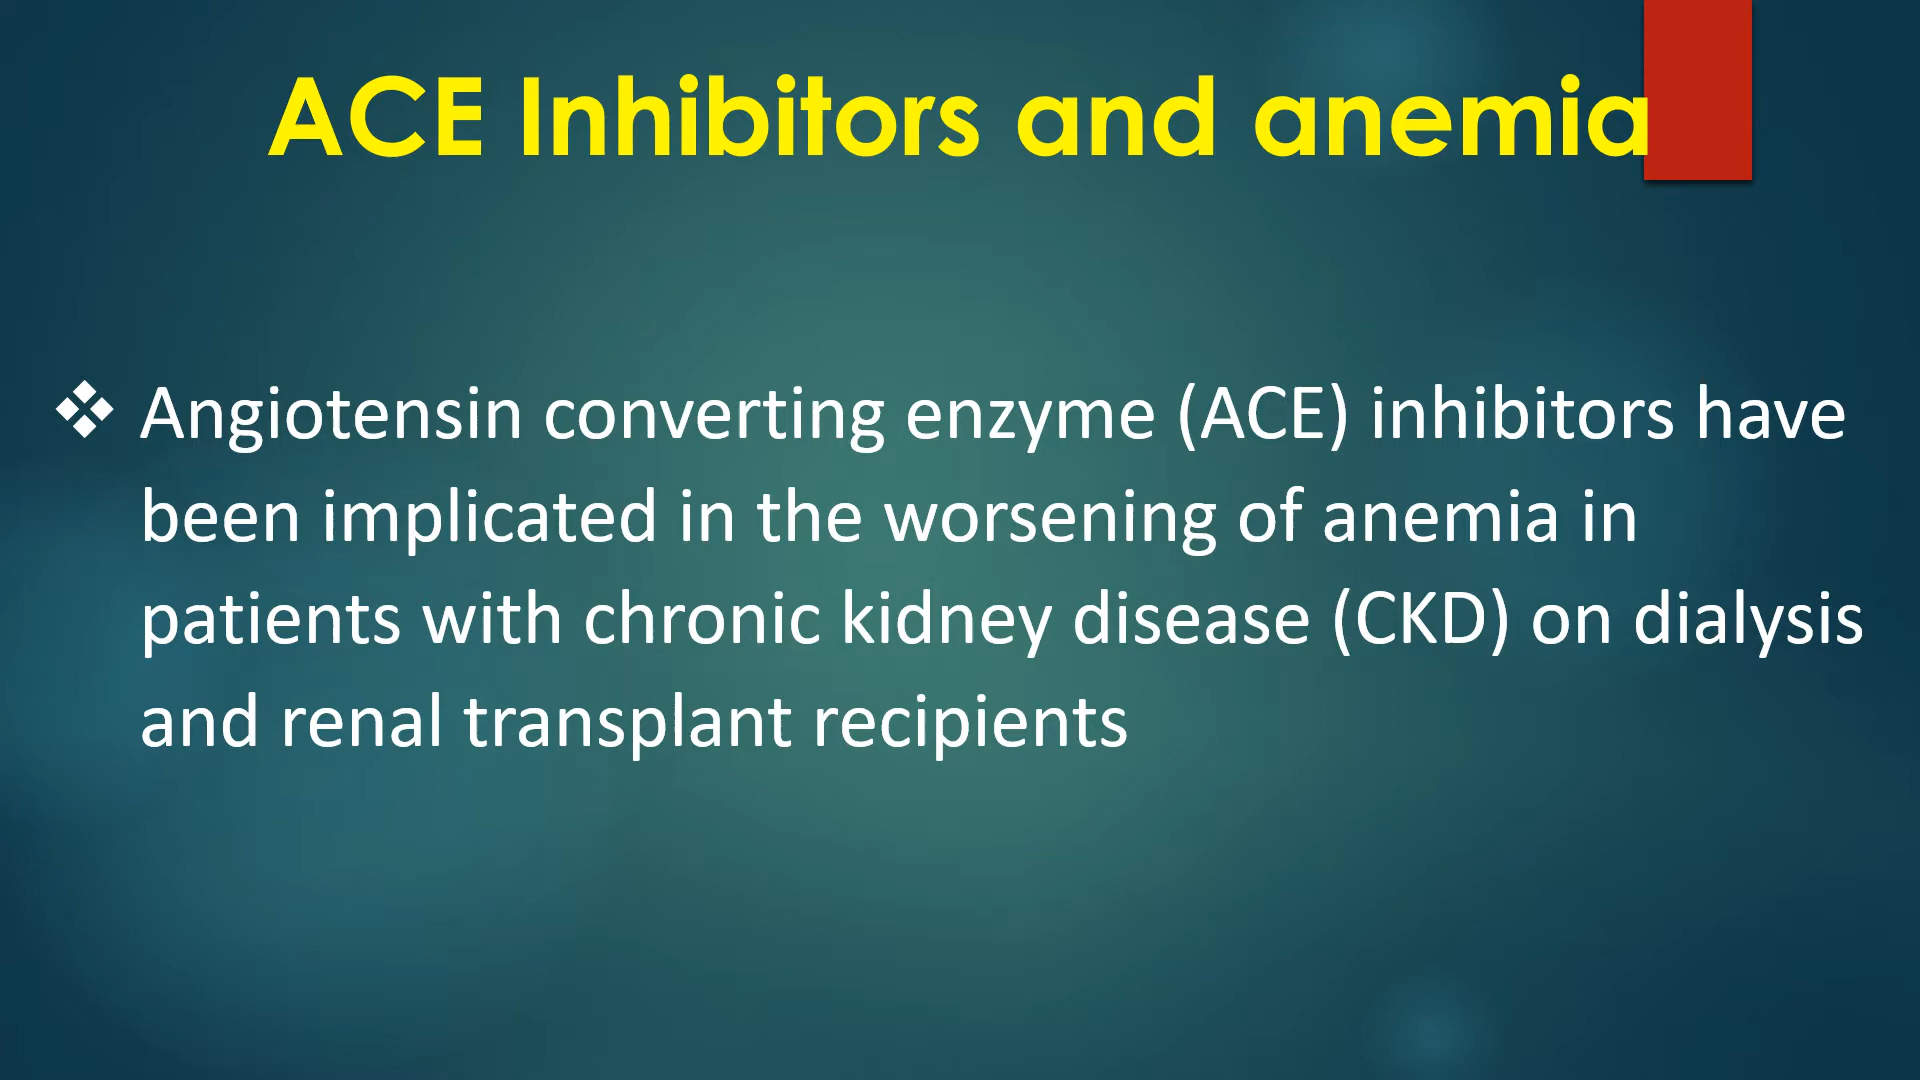 ACE Inhibitors and anemia
❖ Angiotensin converting enzyme (ACE) inhibitors have
been implicated in the worsening of anemia in
patients with chronic kidney disease (CKD) on dialysis
and renal transplant recipients